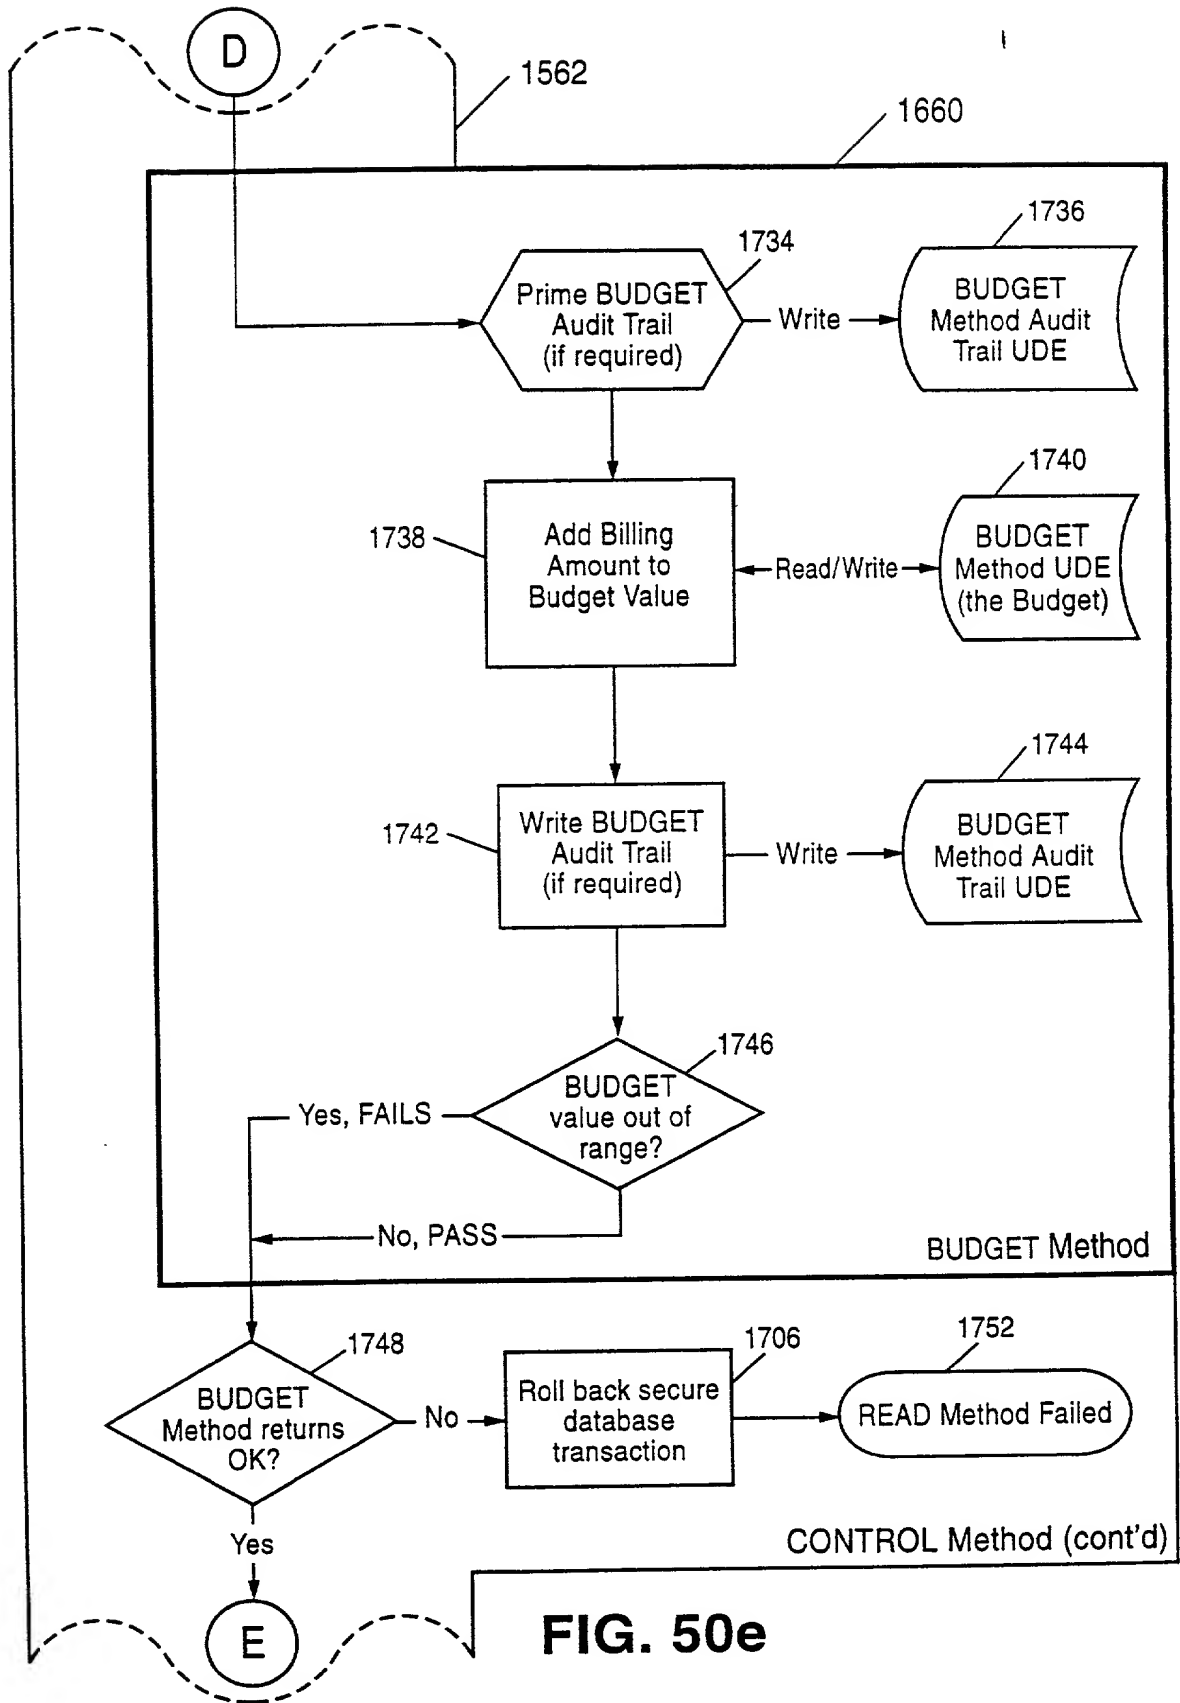 D
1562
1660
1734
1736
Prime BUDGET
Audit Trail
(if required)
Write
BUDGET
Method Audit
Trail UDE
1738
Add Billing
Amount to
Budget Value
Read/Write
1740
BUDGET
Method UDE
(the Budget)
1742
Write BUDGET
Audit Trail
(if required)
Write
1744
BUDGET
Method Audit
Trail UDE
1746
BUDGET
value out of
range?
Yes, FAILS
No, PASS
BUDGET Method
1748
BUDGET
Method returns
OK?
No
1706
Roll back secure
database
transaction
1752
READ Method Failed
Yes
CONTROL Method (cont'd)
E
FIG. 50e